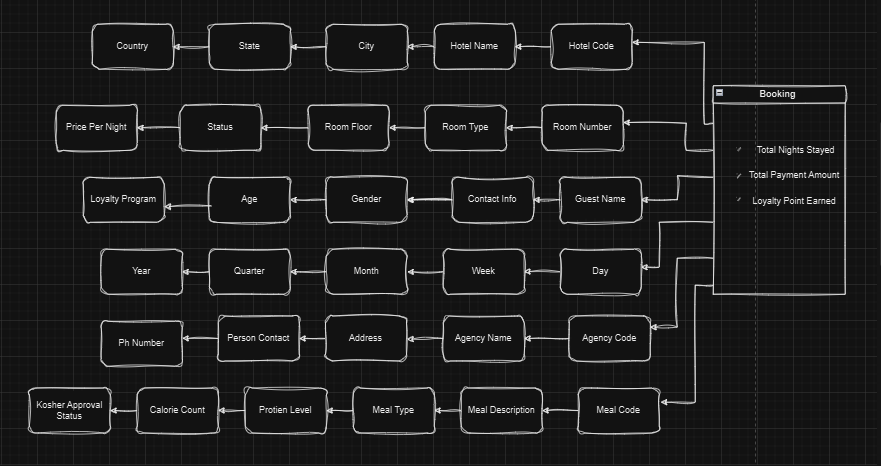 Country
State
City
Hotel Name
Hotel Code
Booking
Price Per Night
Status
Room Floor
Room Type
Room Number
Total Nights Stayed
Total Payment Amount
Loyalty Point Earned
Loyalty Program
Age
Gender
Contact Info
Guest Name
Year
Quarter
Month
Week
Day
Ph Number
Person Contact
Address
Agency Name
Agency Code
Kosher Approval
Status
Calorie Count
Protien Level
Meal Type
Meal Description
Meal Code